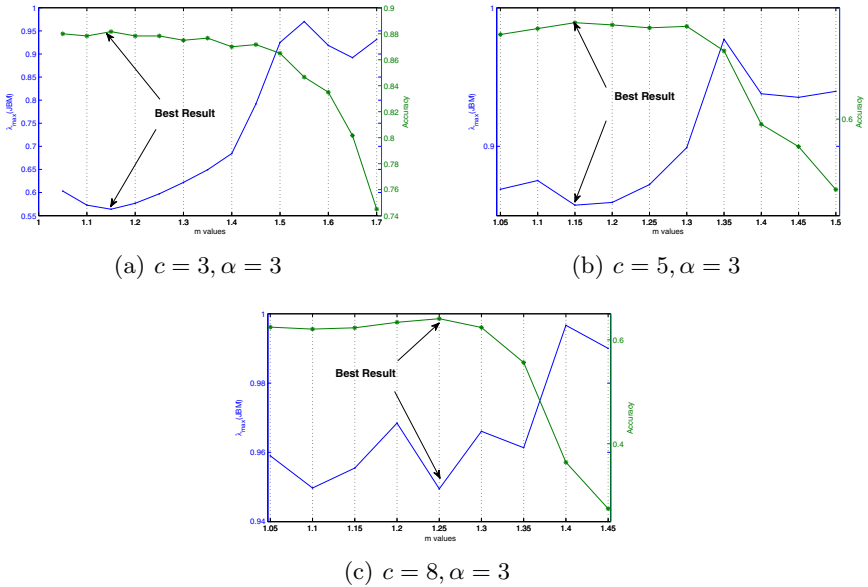 1 0.95 0.9 0.85 0.8 0.75 0.7 0.65 0.6 0.55
λmax(JBM)
Best Result
0.9 0.88 0.86 0.84 0.82 0.8 0.78 0.76 0.74
Accuracy
1 1.1 1.2 1.3 1.4 1.5 1.6 1.7
m values
(a) c = 3, α = 3
1 0.9
λmax(JBM)
Best Result
0.6
Accuracy
1.05 1.1 1.15 1.2 1.25 1.3 1.35 1.4 1.45 1.5
m values
(b) c = 5, α = 3
1 0.98 0.96 0.94
λmax(JBM)
Best Result
0.6 0.4
Accuracy
1.05 1.1 1.15 1.2 1.25 1.3 1.35 1.4 1.45
m values
(c) c = 8, α = 3